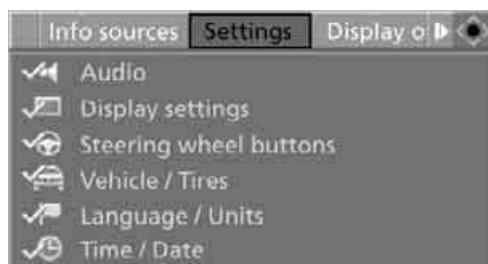 Info sources Settings Display o
Audio
Display settings
Steering wheel buttons
Vehicle / Tires
Language / Units
Time / Date